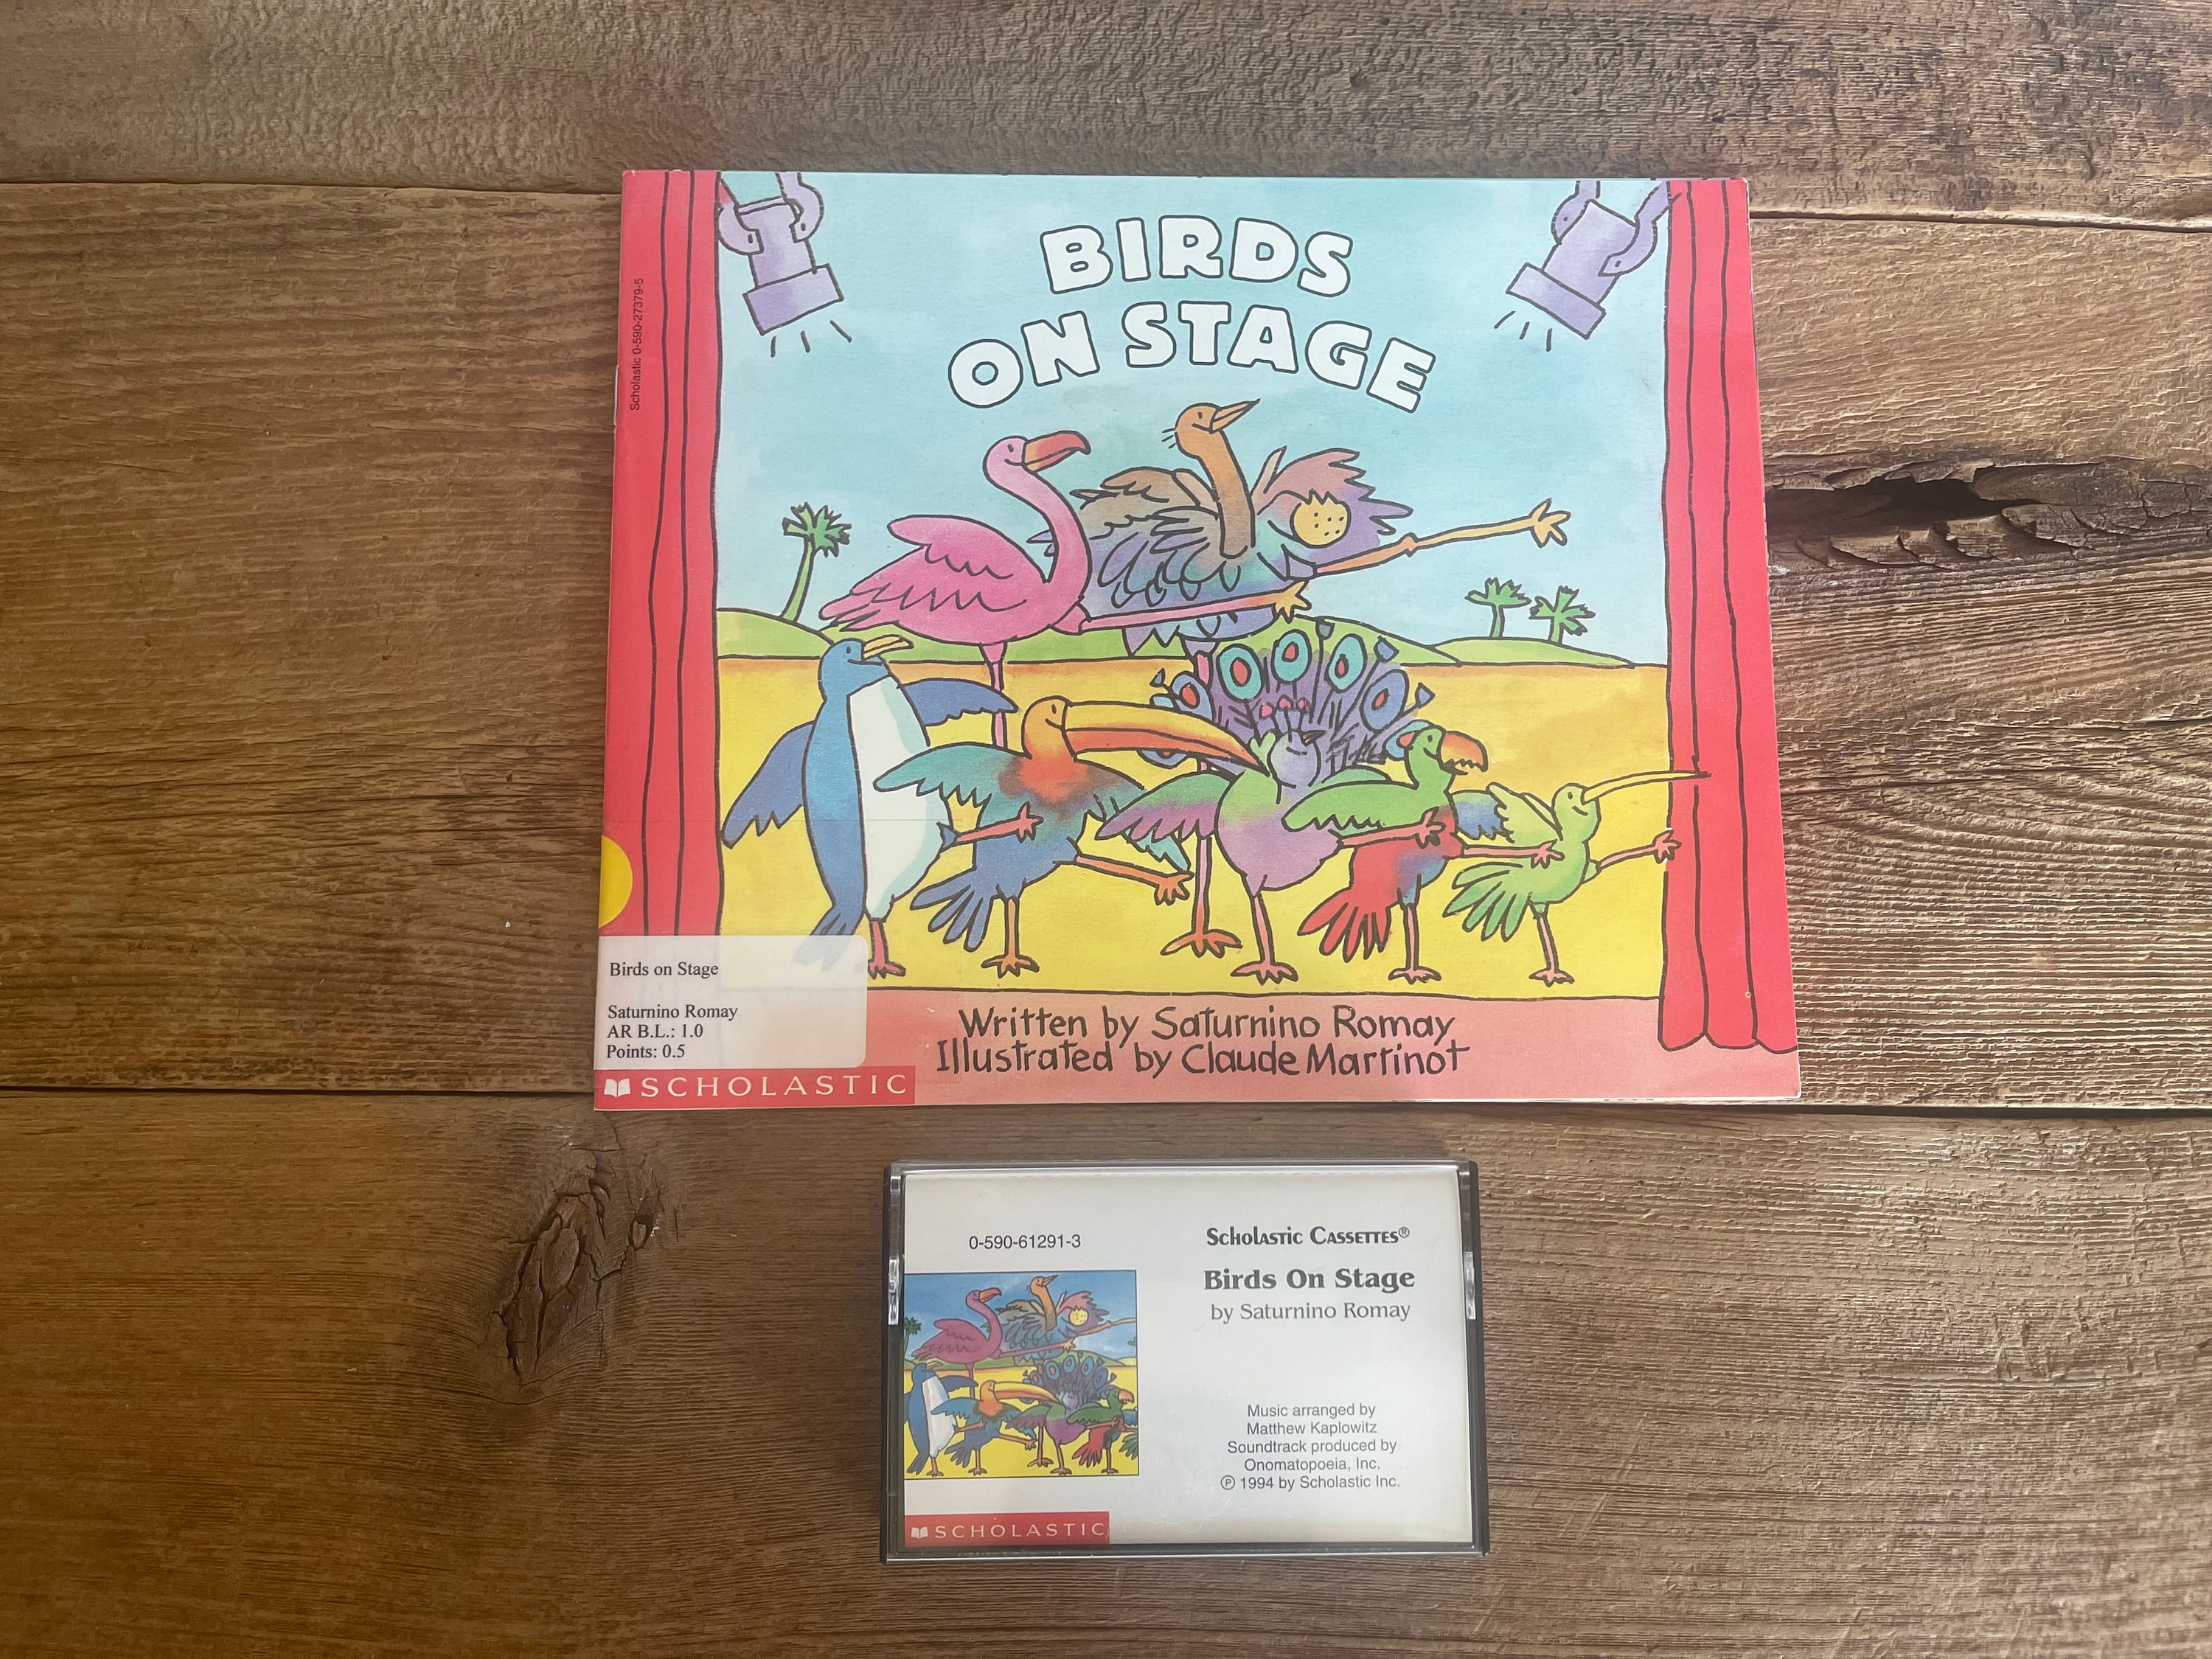 Scholastic 0-590-27379-5
BIRDS
ON STAGE
Birds on Stage
Saturnino Romay
AR B.L.: 1.0
Points: 0.5
Written by Saturnino Romay
Illustrated by Claude Martinot
SCHOLASTIC
0-590-61291-3
Scholastic Cassettes®
Birds On Stage
by Saturnino Romay
Music arranged by
Matthew Kaplowitz
Soundtrack produced by
Onomatopoeia, Inc.
℗ 1994 by Scholastic Inc.
SCHOLASTIC